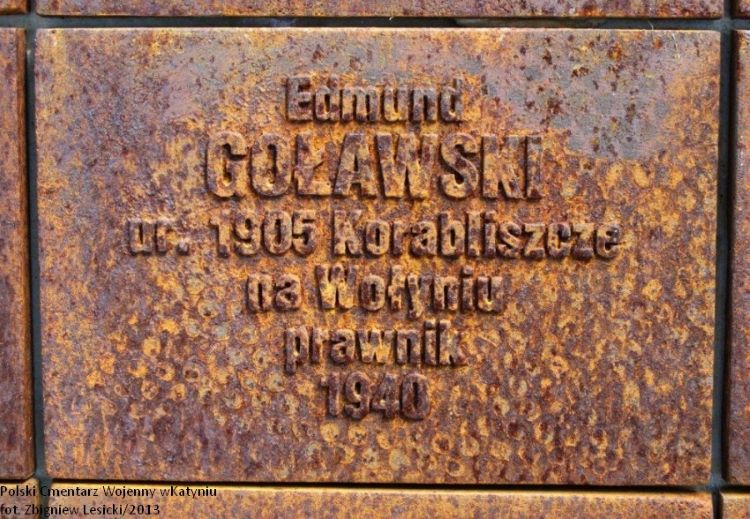 Edmund
GOŁAWSKI
ur. 1905 Korabliszcze
na Wołyniu
prawnik
1940
Polski Cmentarz Wojenny wKatyniu
fot. Zbigniew Lesicki/2013